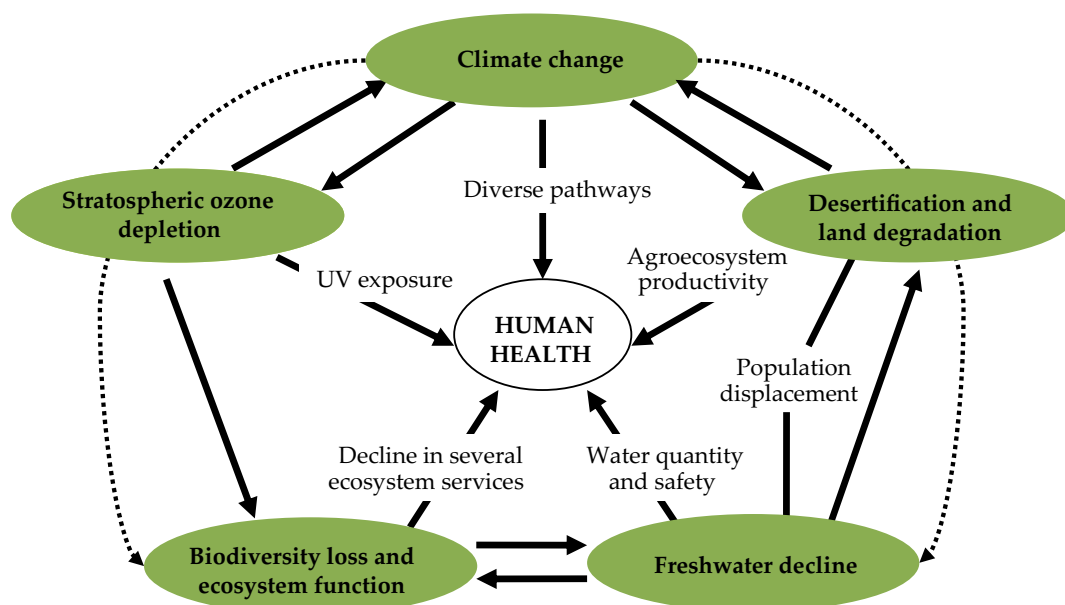 Climate change
Diverse pathways
Stratospheric ozone
depletion
Desertification and
land degradation
UV exposure
Agroecosystem
productivity
HUMAN
HEALTH
Population
displacement
Decline in several
ecosystem services
Water quantity
and safety
Biodiversity loss and
ecosystem function
Freshwater decline